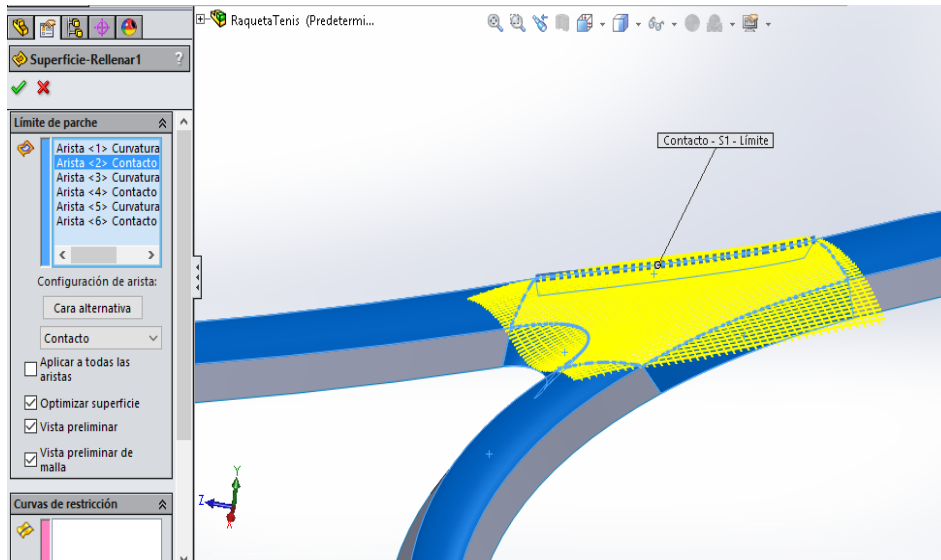 RaquetaTenis (Predetermi...
Superficie-Rellenar1
?
Límite de parche
Arista <1> Curvatura
Arista <2> Contacto
Arista <3> Curvatura
Arista <4> Contacto
Arista <5> Curvatura
Arista <6> Contacto
Configuración de arista:
Cara alternativa
Contacto
Aplicar a todas las
aristas
Optimizar superficie
Vista preliminar
Vista preliminar de
malla
Curvas de restricción
Contacto - S1 - Límite
Y
Z
X